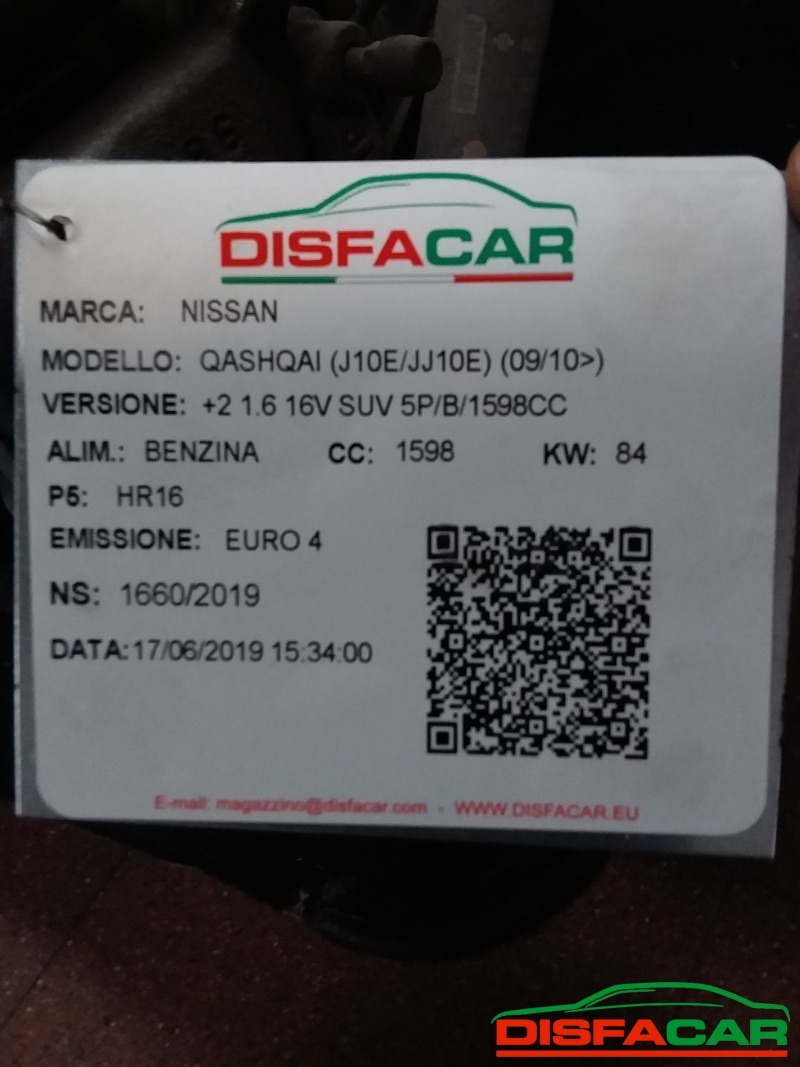 DISFACAR
MARCA: NISSAN
MODELLO: QASHQAI (J10E/JJ10E) (09/10>)
VERSIONE: +2 1.6 16V SUV 5P/B/1598CC
ALIM.: BENZINA CC: 1598 KW: 84
P5: HR16
EMISSIONE: EURO 4
NS: 1660/2019
DATA:17/06/2019 15:34:00
E-mail: magazzino@disfacar.com - WWW.DISFACAR.EU
DISFACAR